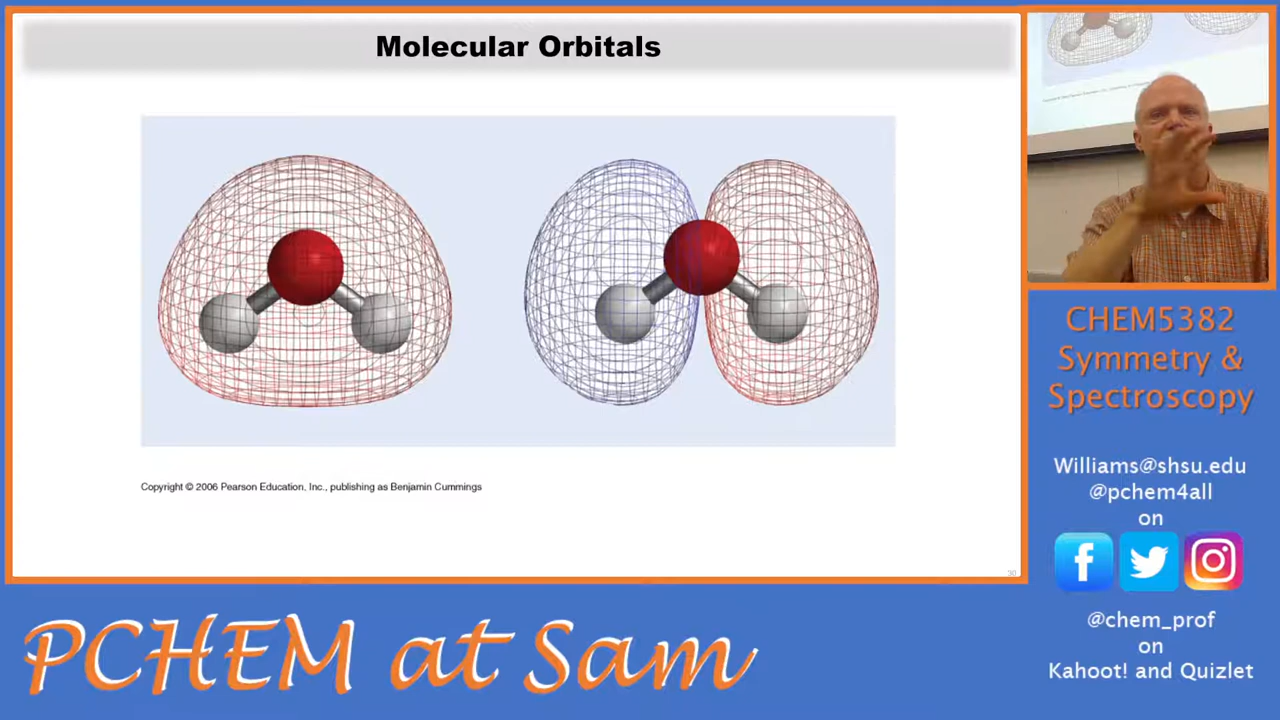 Molecular Orbitals
Copyright © 2006 Pearson Education, Inc., publishing as Benjamin Cummings
30
CHEM5382
Symmetry &
Spectroscopy
Williams@shsu.edu
@pchem4all
on
@chem_prof
on
Kahoot! and Quizlet
PCHEM at Sam